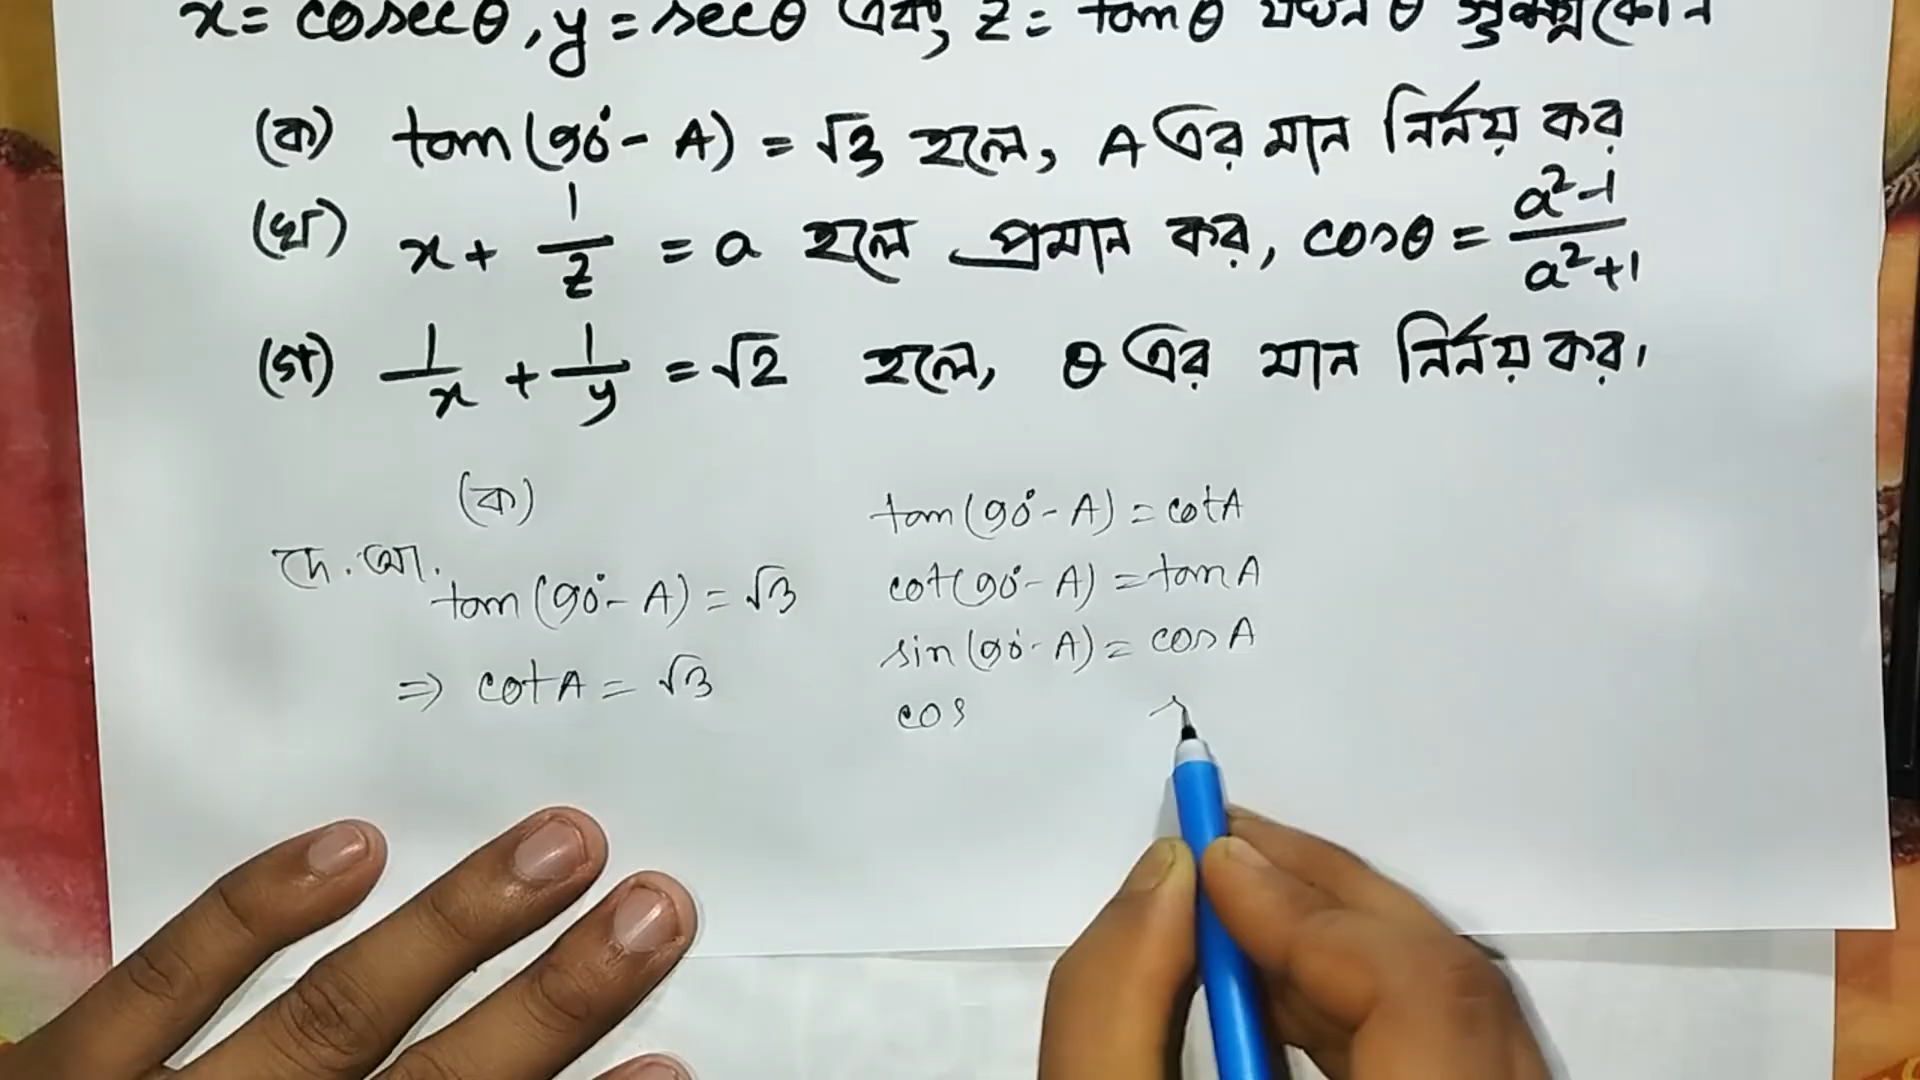 x = cosecθ, y = secθ এবং z = tanθ যখন θ সুক্ষ্মকোন
(ক) tan(90° - A) = √3 হলে, A এর মান নির্নয় কর
(খ) x + 1/z = a হলে প্রমান কর, cosθ = a²-1/a²+1
(গ) 1/x + 1/y = √2 হলে, θ এর মান নির্নয় কর।
(ক)
দে. আ.
tan(90° - A) = √3
⇒ cotA = √3
tan(90° - A) = cotA
cot(90° - A) = tanA
sin(90° - A) = cosA
cos